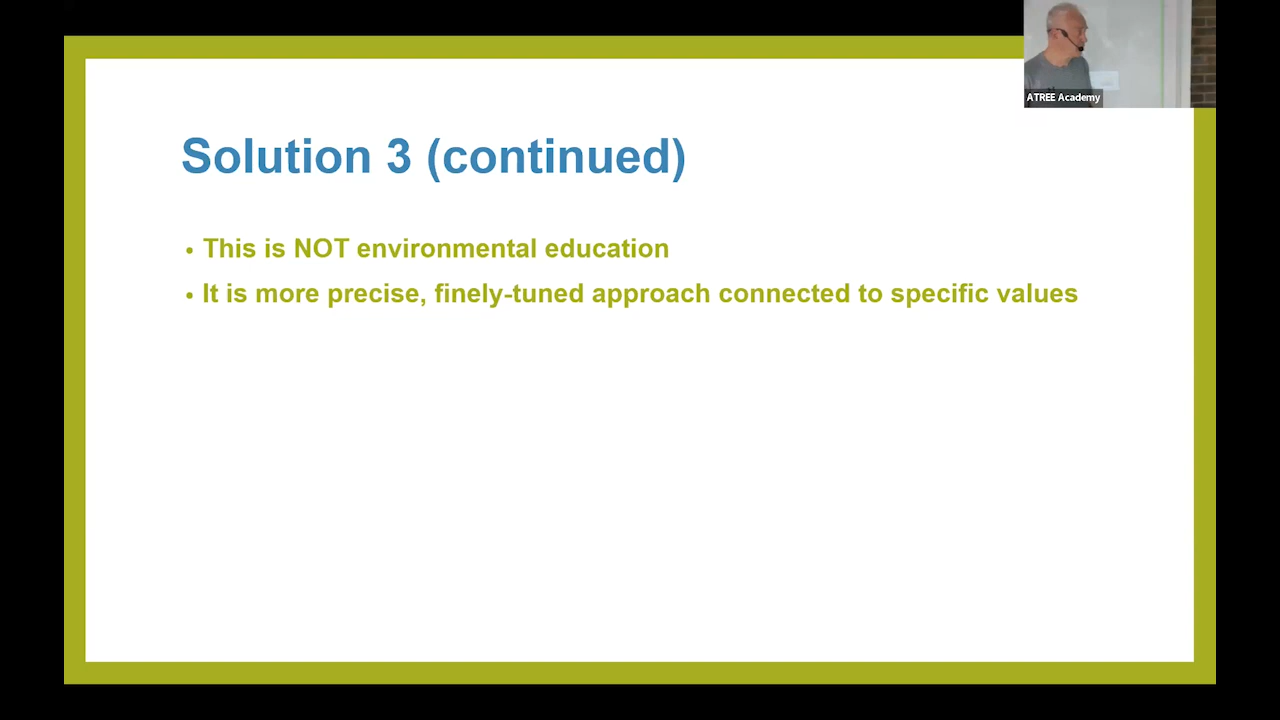 ATREE Academy
Solution 3 (continued)
• This is NOT environmental education
• It is more precise, finely-tuned approach connected to specific values